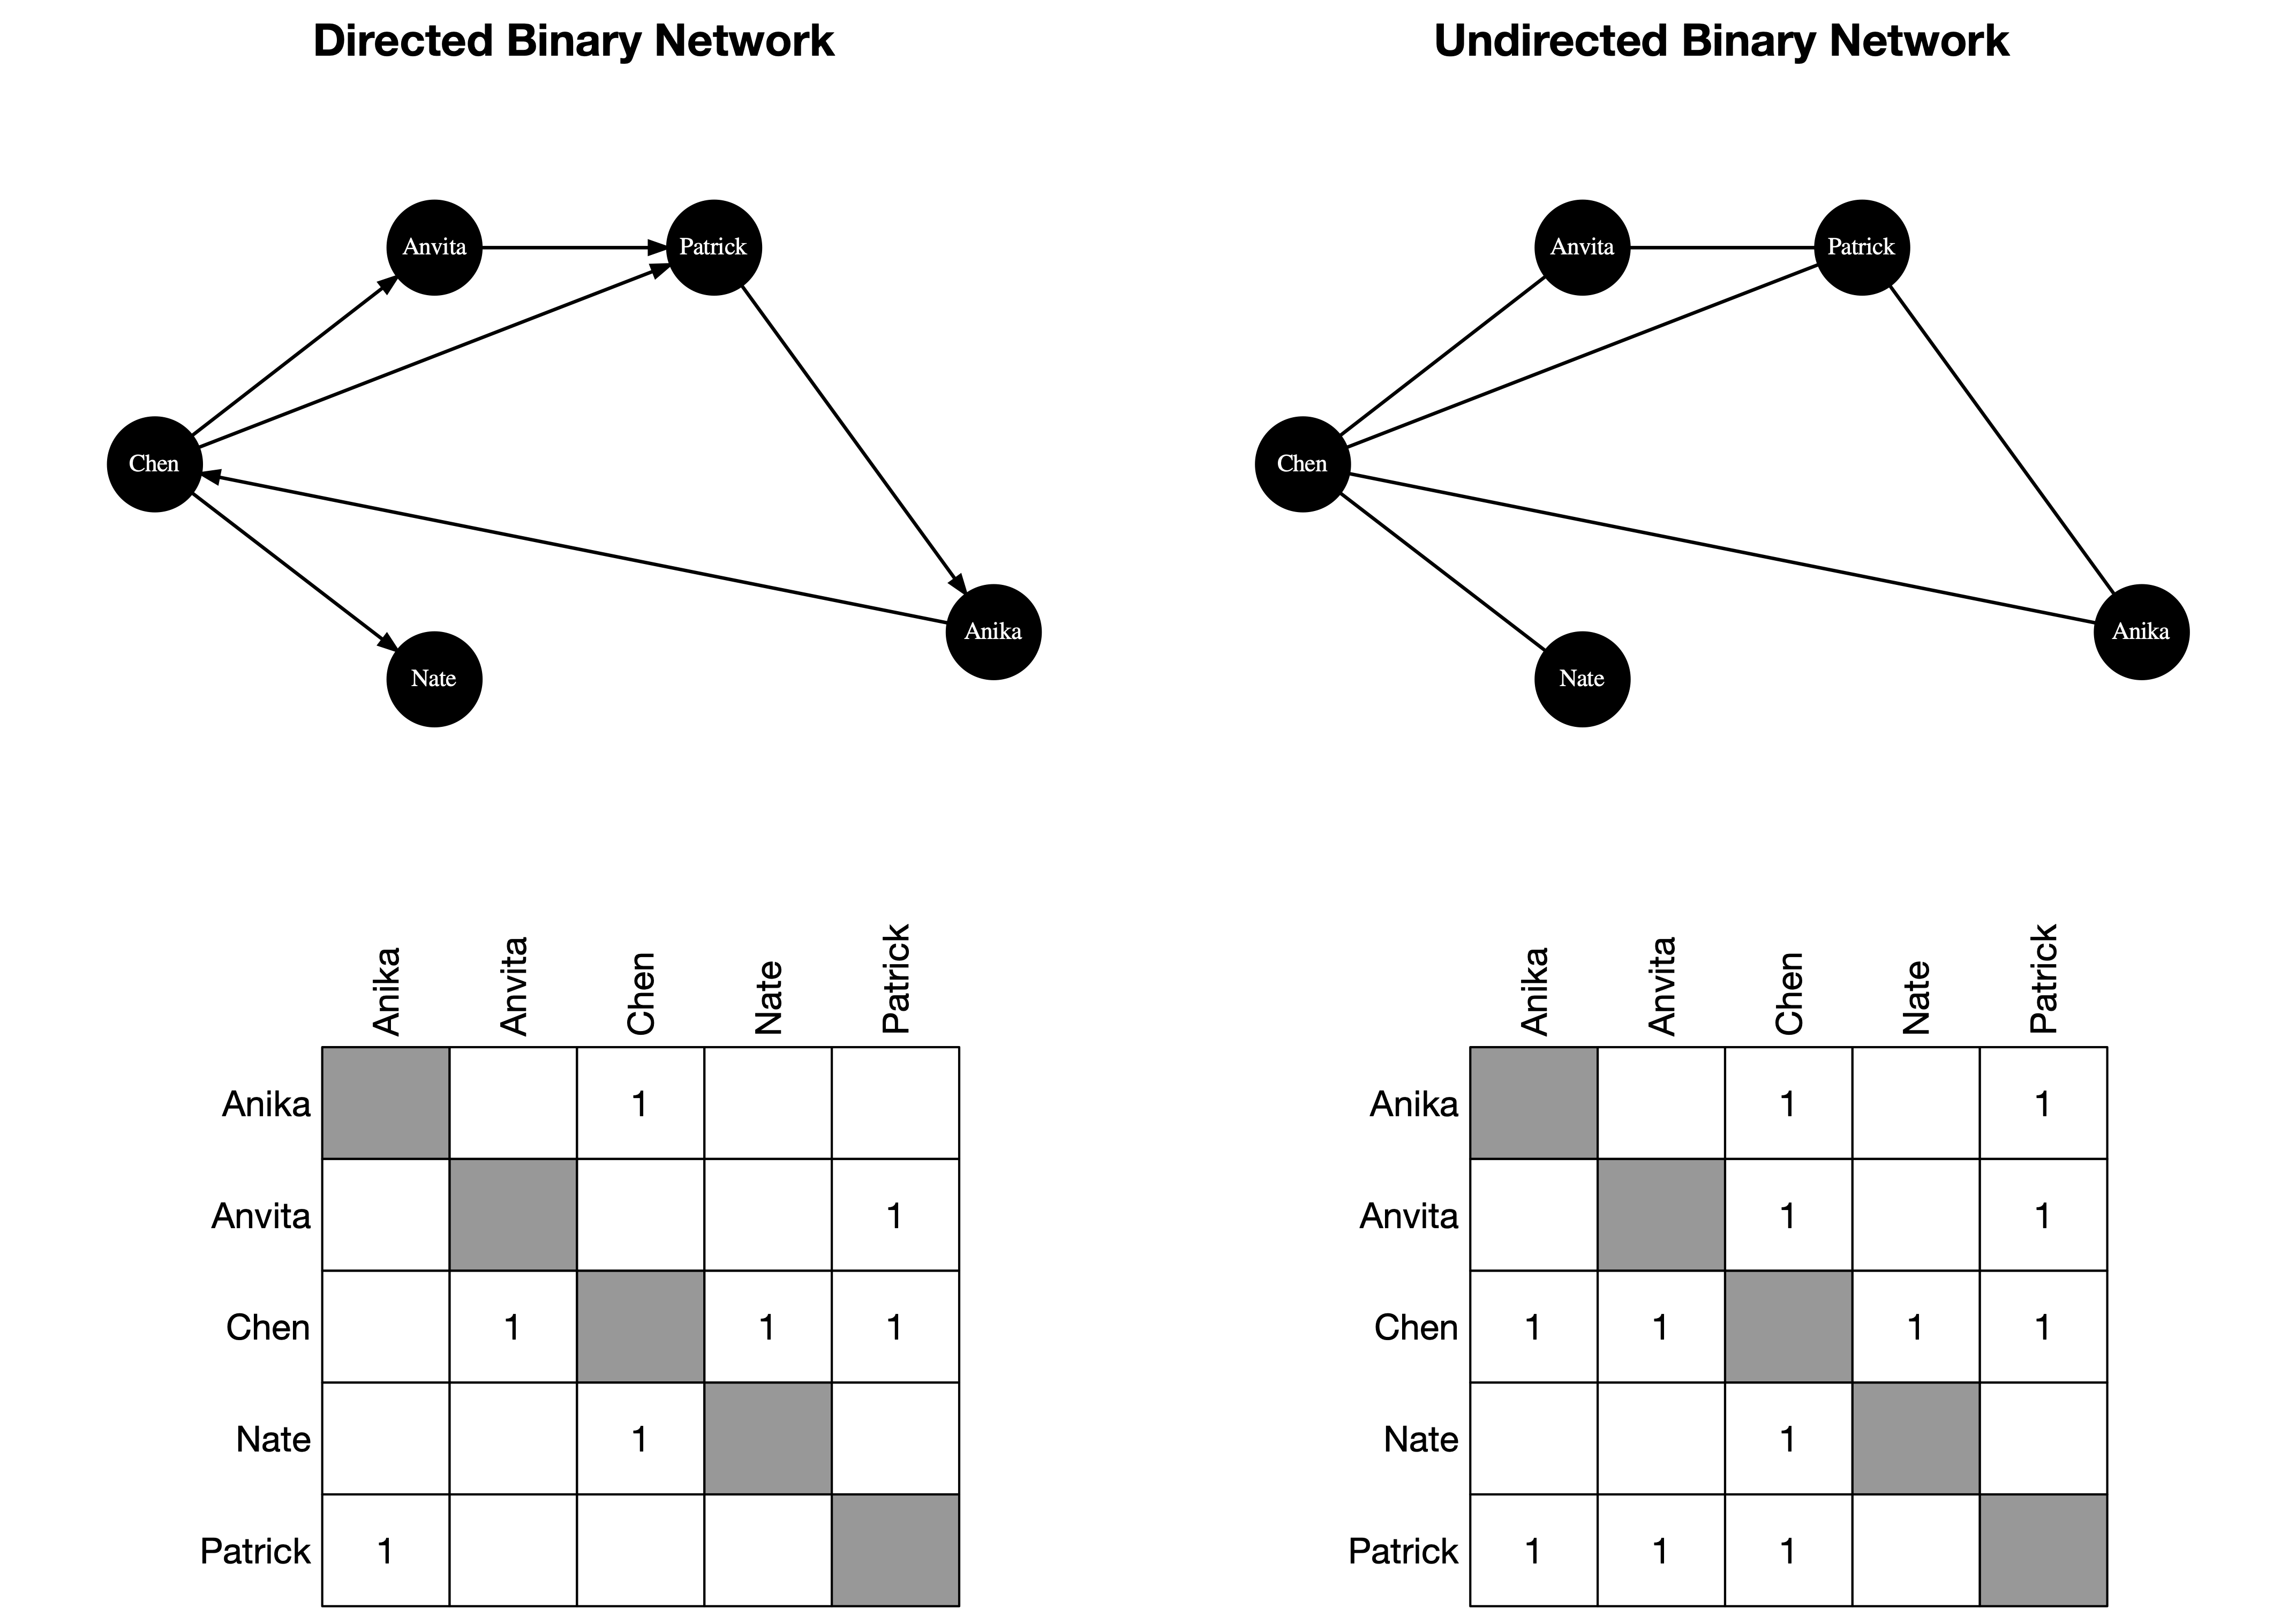 Directed Binary Network
Undirected Binary Network
Anvita
Patrick
Chen
Anika
Nate
Anvita
Patrick
Chen
Anika
Nate
Anika Anvita Chen Nate Patrick
Anika 1
Anvita 1
Chen 1 1 1
Nate 1
Patrick 1
Anika Anvita Chen Nate Patrick
Anika 1 1
Anvita 1 1
Chen 1 1 1 1
Nate 1
Patrick 1 1 1